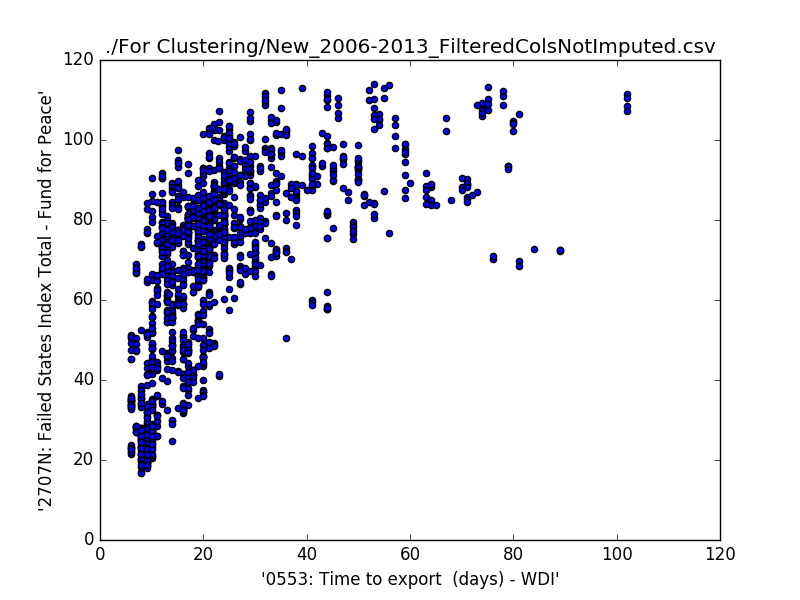 ./For Clustering/New_2006-2013_FilteredColsNotImputed.csv
120
100
80
60
40
20
0
'2707N: Failed States Index Total - Fund for Peace'
0 20 40 60 80 100 120
'0553: Time to export  (days) - WDI'